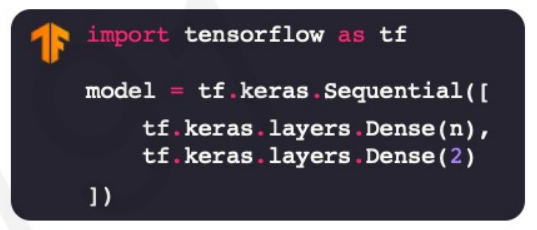 import tensorflow as tf
model = tf.keras.Sequential([
tf.keras.layers.Dense(n),
tf.keras.layers.Dense(2)
])